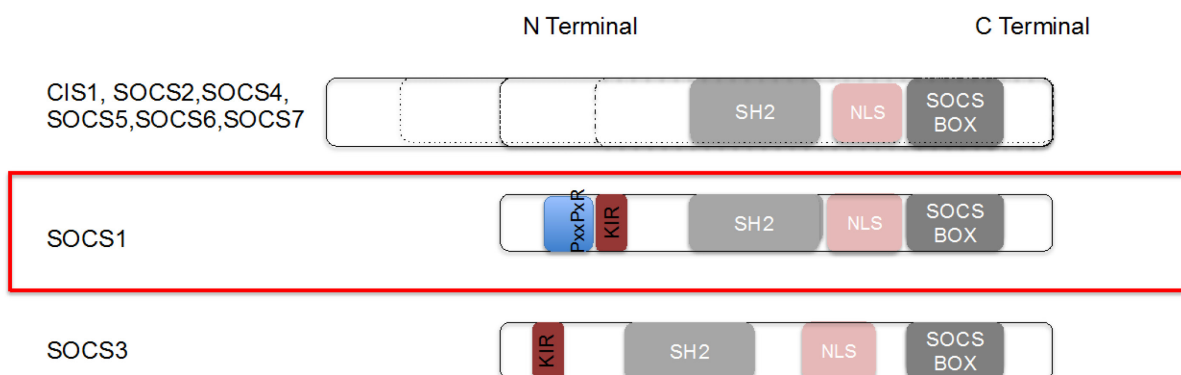 N Terminal
C Terminal
CIS1, SOCS2,SOCS4,
SOCS5,SOCS6,SOCS7
SH2
NLS
SOCS
BOX
SOCS1
PxxPxR
KIR
SH2
NLS
SOCS
BOX
SOCS3
KIR
SH2
NLS
SOCS
BOX